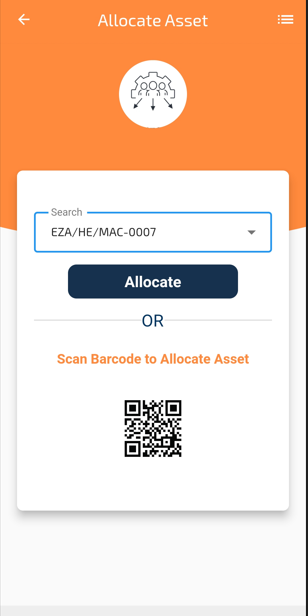 Allocate Asset
Search
EZA/HE/MAC-0007
Allocate
OR
Scan Barcode to Allocate Asset